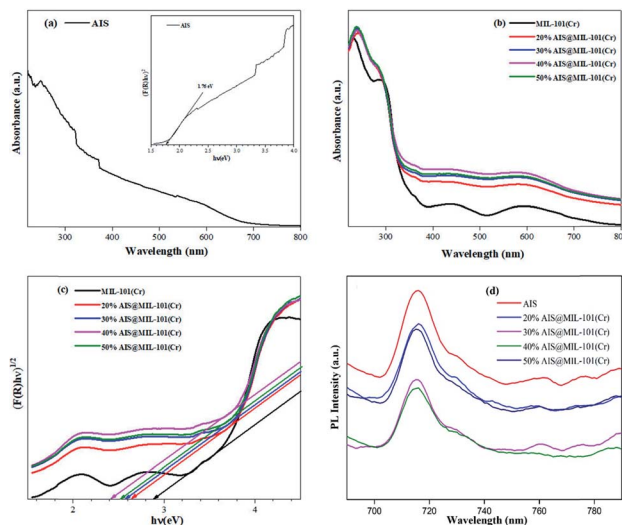 (a)
AIS
Absorbance (a.u.)
300 400 500 600 700 800
Wavelength (nm)
AIS
(F(R)hν)²
1.76 eV
1.5 2.0 2.5 3.0 3.5 4.0
hν(eV)
(b)
MIL-101(Cr)
20% AIS@MIL-101(Cr)
30% AIS@MIL-101(Cr)
40% AIS@MIL-101(Cr)
50% AIS@MIL-101(Cr)
Absorbance (a.u.)
300 400 500 600 700 800
Wavelength (nm)
(c)
MIL-101(Cr)
20% AIS@MIL-101(Cr)
30% AIS@MIL-101(Cr)
40% AIS@MIL-101(Cr)
50% AIS@MIL-101(Cr)
(F(R)hν)1/2
2 3 4
hν(eV)
(d)
AIS
20% AIS@MIL-101(Cr)
30% AIS@MIL-101(Cr)
40% AIS@MIL-101(Cr)
50% AIS@MIL-101(Cr)
PL Intensity (a.u.)
700 720 740 760 780
Wavelength (nm)